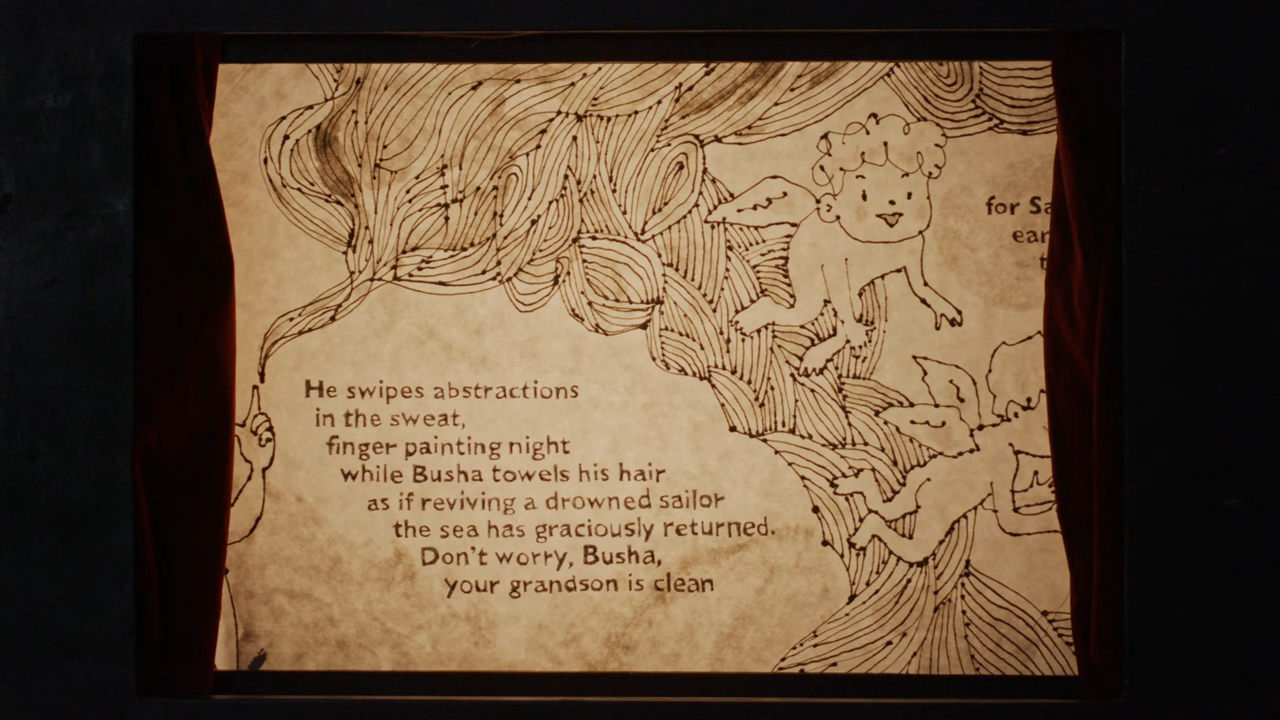 He swipes abstractions
in the sweat,
finger painting night
while Busha towels his hair
as if reviving a drowned sailor
the sea has graciously returned.
Don't worry, Busha,
your grandson is clean
for